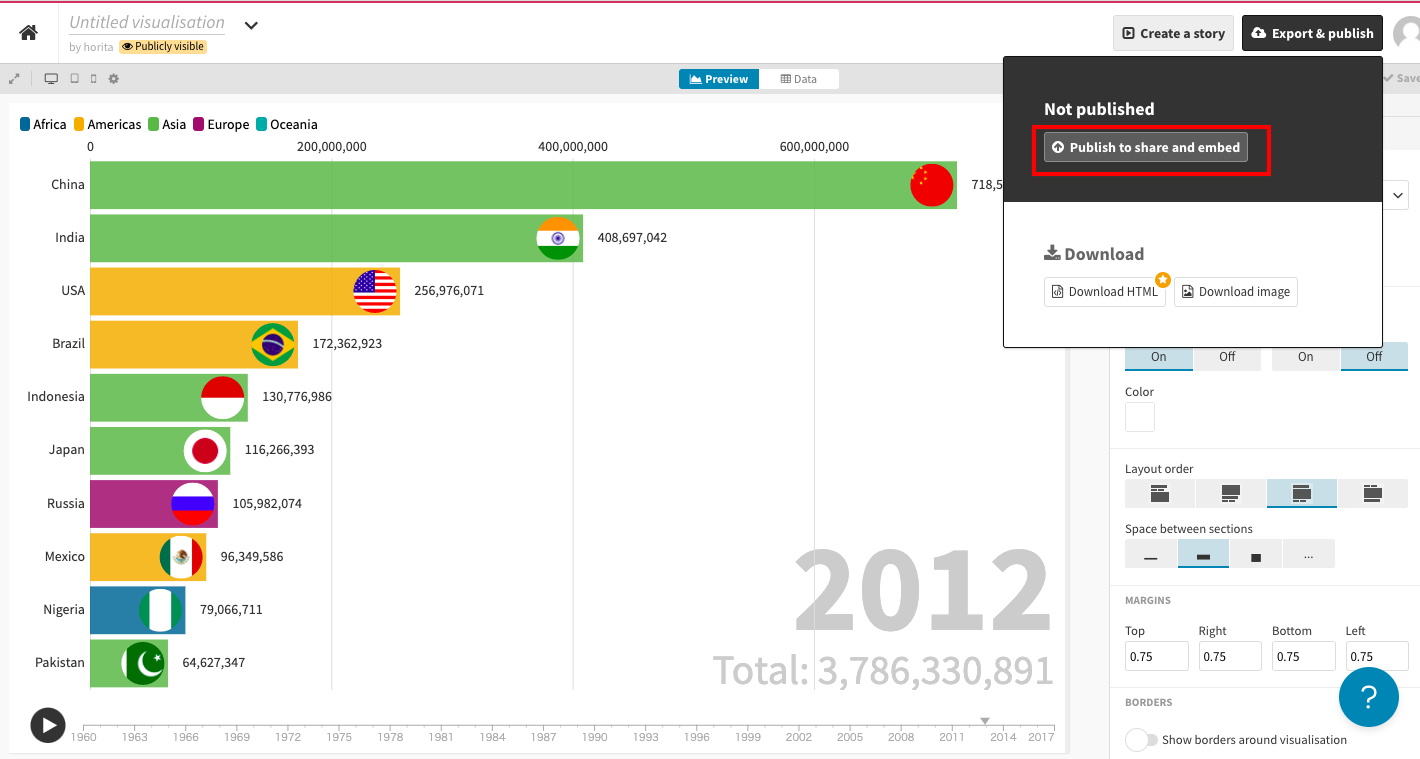 Untitled visualisation
by horita Publicly visible
Create a story
Export & publish
Preview
Data
Save
Not published
Publish to share and embed
Download
Download HTML
Download image
Africa Americas Asia Europe Oceania
0 200,000,000 400,000,000 600,000,000
China 718,5
India 408,697,042
USA 256,976,071
Brazil 172,362,923
Indonesia 130,776,986
Japan 116,266,393
Russia 105,982,074
Mexico 96,349,586
Nigeria 79,066,711
Pakistan 64,627,347
2012
Total: 3,786,330,891
1960 1963 1966 1969 1972 1975 1978 1981 1984 1987 1990 1993 1996 1999 2002 2005 2008 2011 2014 2017
On Off On Off
Color
Layout order
Space between sections
...
MARGINS
Top Right Bottom Left
0.75 0.75 0.75 0.75
BORDERS
Show borders around visualisation
?